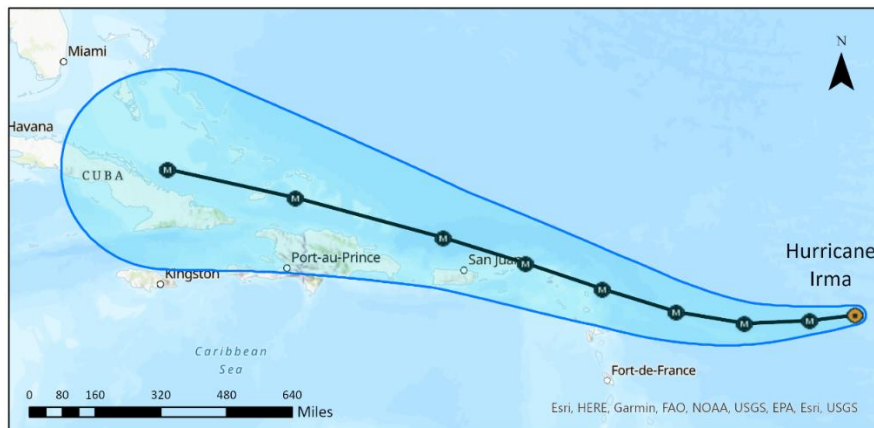 Miami
N
Havana
CUBA
M
M
M
San Juan
M
Port-au-Prince
Kingston
M
M
M
M
Hurricane
Irma
Caribbean
Sea
Fort-de-France
0 80 160 320 480 640
Miles
Esri, HERE, Garmin, FAO, NOAA, USGS, EPA, Esri, USGS